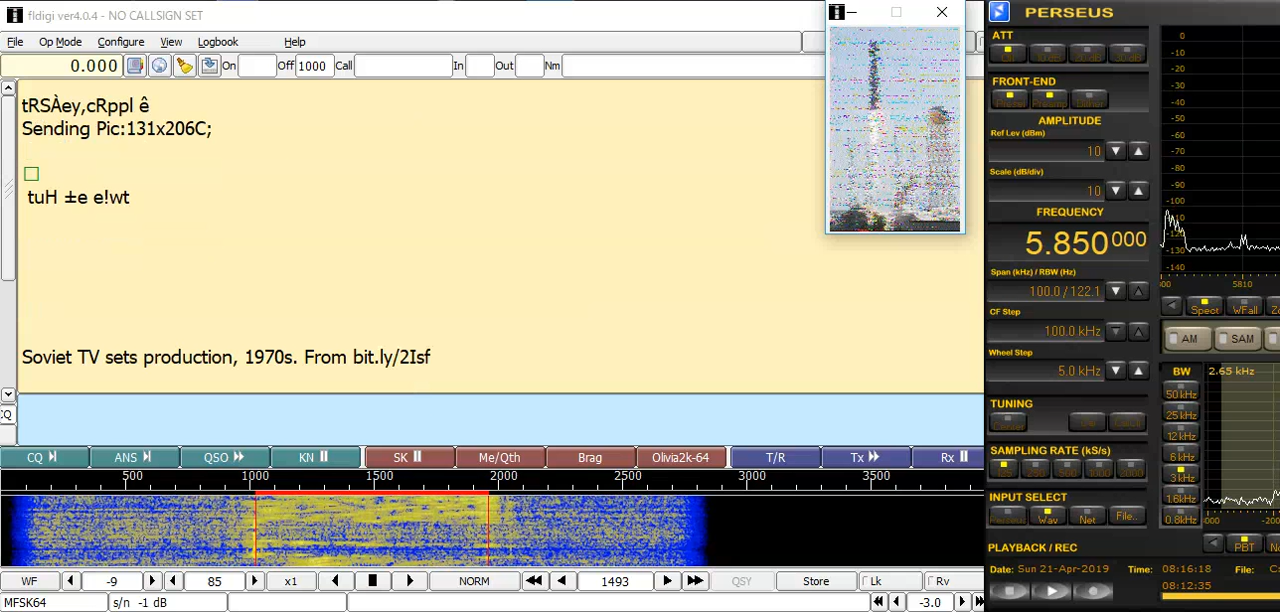 fldigi ver4.0.4 - NO CALLSIGN SET
File Op Mode Configure View Logbook Help
0.000 On Off 1000 Call In Out Nm
tRSÀey,cRppl ê
Sending Pic:131x206C;
tuH ±e e!wt
Soviet TV sets production, 1970s. From bit.ly/2Isf
CQ ANS QSO KN SK Me/Qth Brag Olivia2k-64 T/R Tx Rx
500 1000 1500 2000 2500 3000 3500
WF -9 85 x1 NORM 1493 QSY Store Lk Rv
MFSK64 s/n -1 dB -3.0
PERSEUS
ATT
FRONT-END
AMPLITUDE
Ref Lev (dBm)
10
Scale (dB/div)
10
FREQUENCY
5.850000
Span (kHz) / RBW (Hz)
100.0 / 122.1
CF Step
100.0 kHz
Wheel Step
5.0 kHz
TUNING
SAMPLING RATE (kS/s)
INPUT SELECT
Wav Net File..
PLAYBACK / REC
Date: Sun 21-Apr-2019 Time: 08:16:18 File:
08:12:35
0
-10
-20
-30
-40
-50
-60
-70
-80
-90
-100
-110
-120
-130
-140
5810
Spect WFall
AM SAM
BW 2.65 kHz
50 kHz
25 kHz
12 kHz
6 kHz
3 kHz
1.6kHz
0.8kHz
PBT